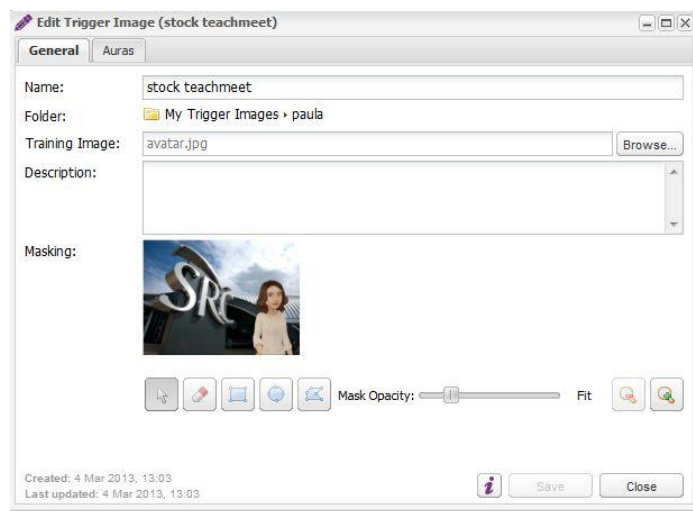 Edit Trigger Image (stock teachmeet)
General Auras
Name: stock teachmeet
Folder: My Trigger Images › paula
Training Image: avatar.jpg Browse...
Description:
Masking:
SRC
Mask Opacity: Fit
Created: 4 Mar 2013, 13:03
Last updated: 4 Mar 2013, 13:03
i Save Close